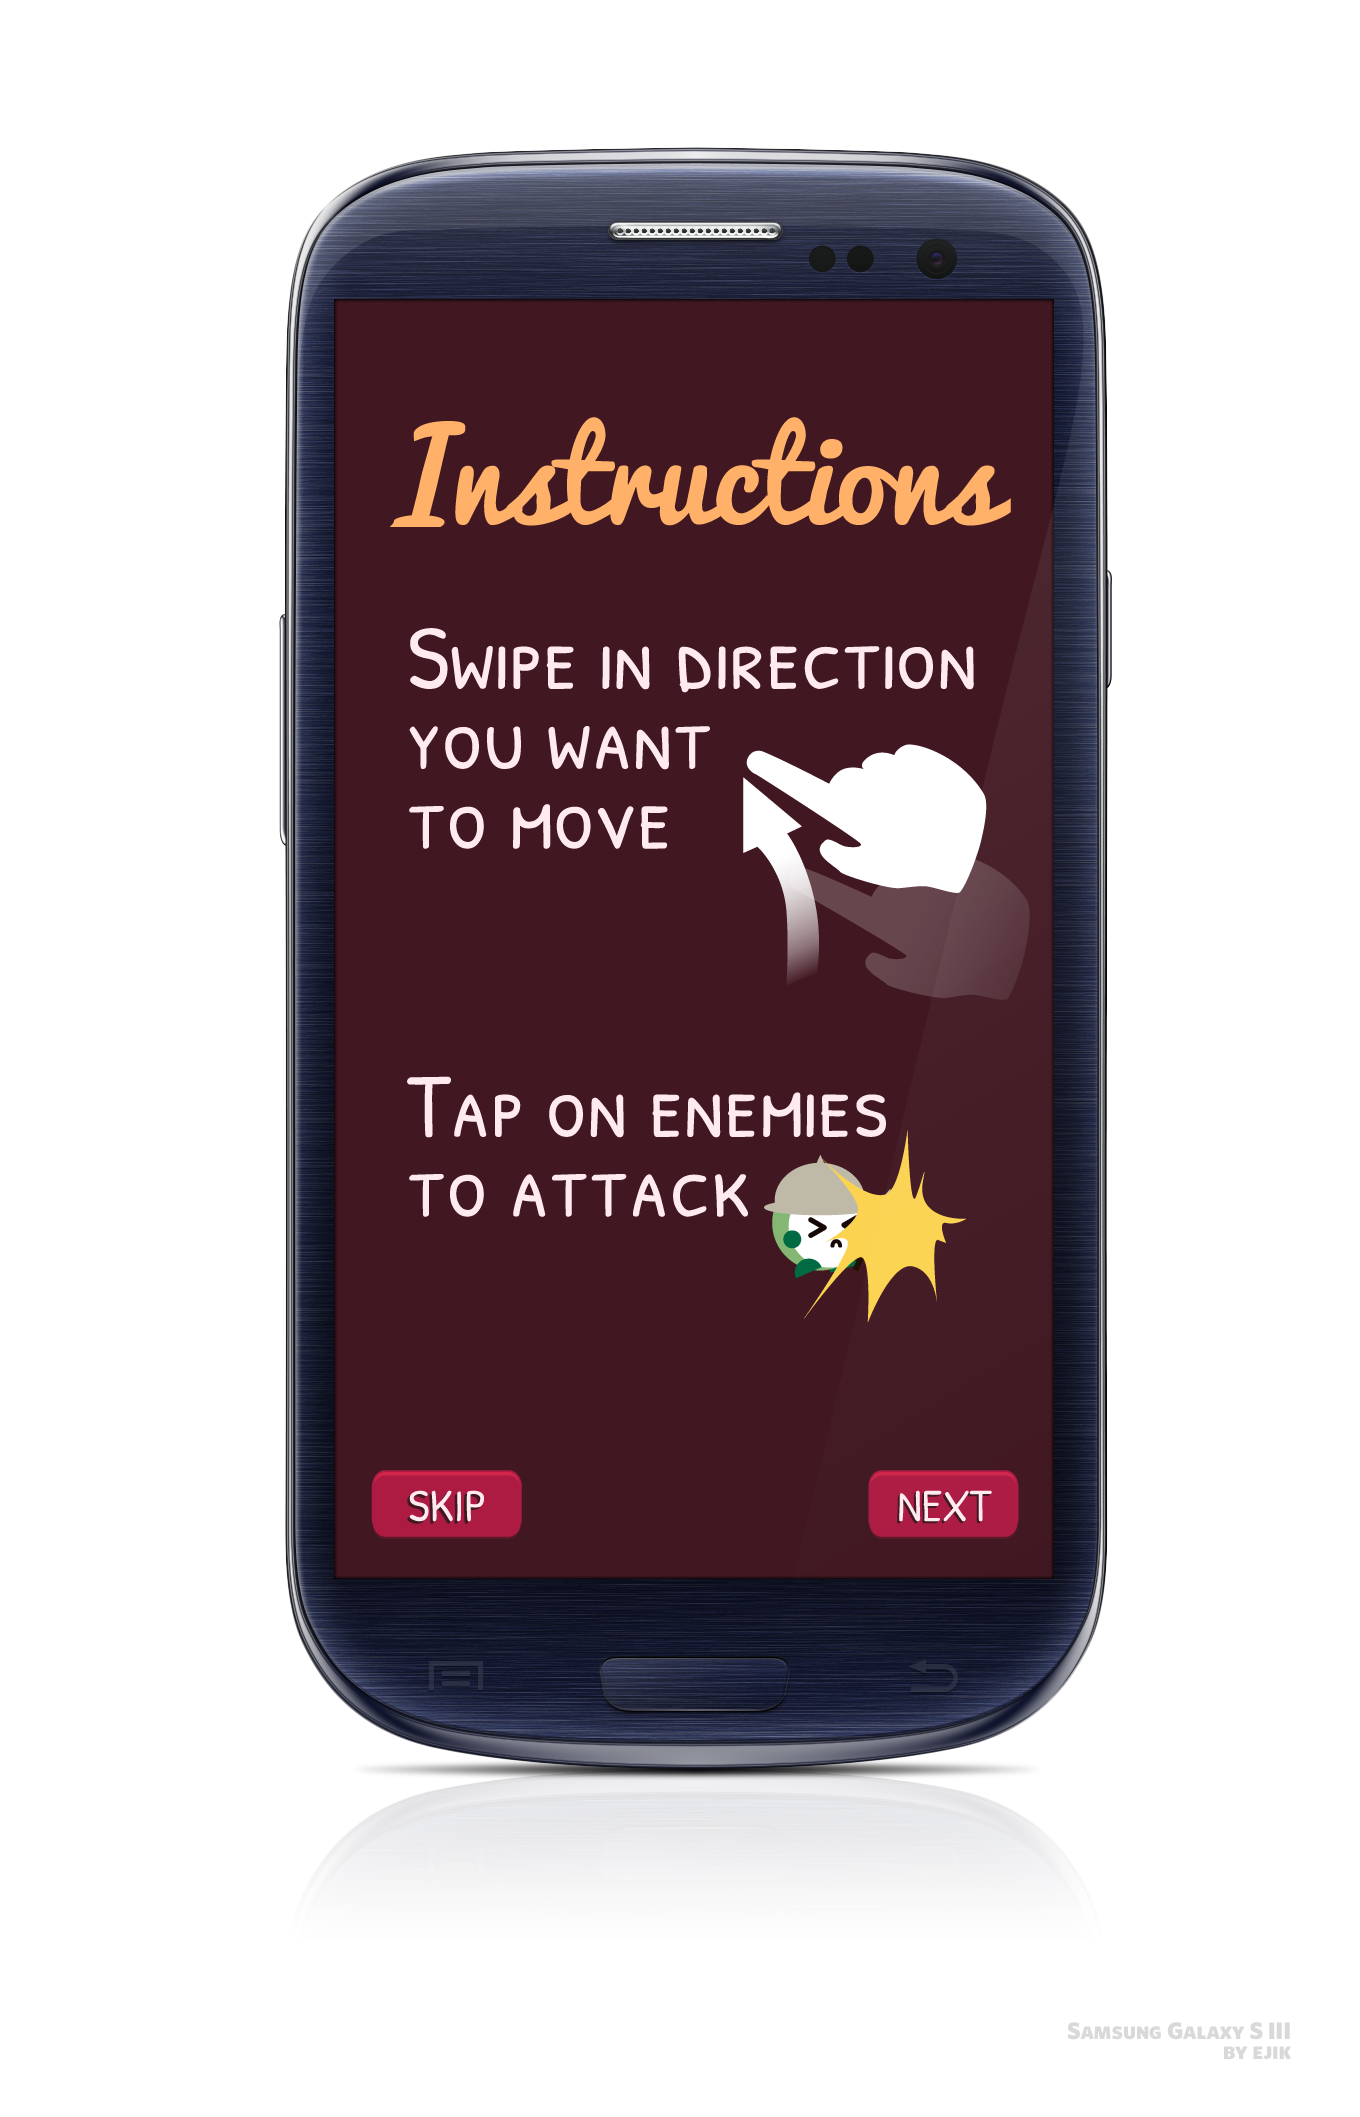 Instructions
Swipe in direction
you want
to move
Tap on enemies
to attack
SKIP
NEXT
Samsung Galaxy S III
by ejik